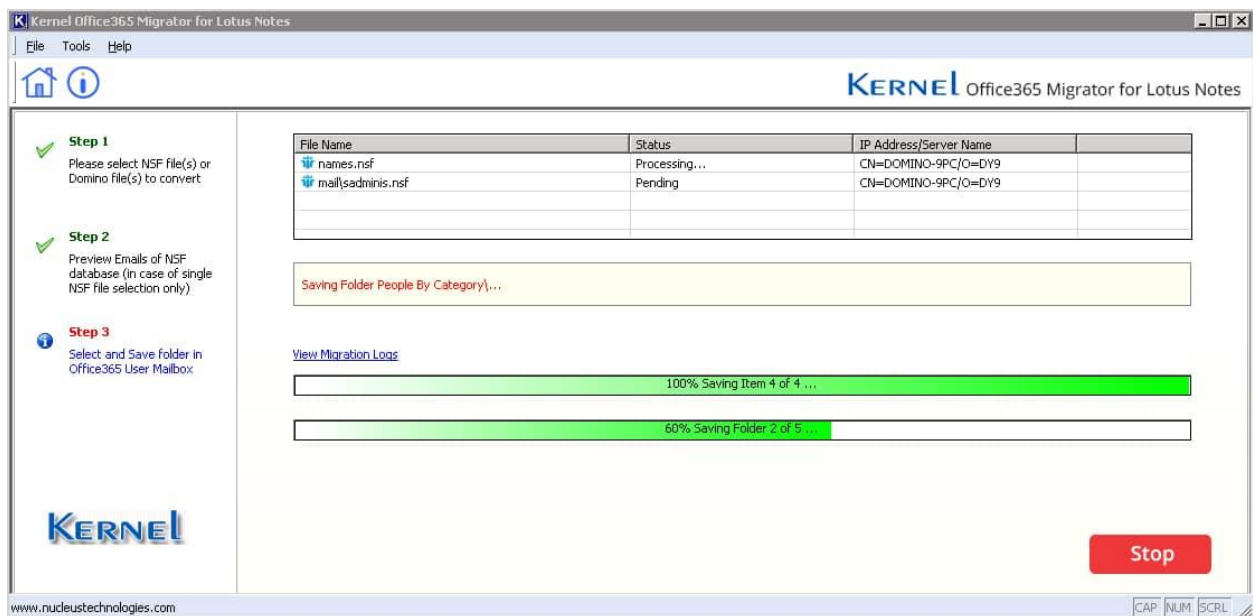 Kernel Office365 Migrator for Lotus Notes
File Tools Help
KERNEL Office365 Migrator for Lotus Notes
Step 1
Please select NSF file(s) or
Domino file(s) to convert
Step 2
Preview Emails of NSF
database (in case of single
NSF file selection only)
Step 3
Select and Save folder in
Office365 User Mailbox
KERNEL
File Name Status IP Address/Server Name
names.nsf Processing... CN=DOMINO-9PC/O=DY9
mail\sadminis.nsf Pending CN=DOMINO-9PC/O=DY9
Saving Folder People By Category\...
View Migration Logs
100% Saving Item 4 of 4 ...
60% Saving Folder 2 of 5 ...
Stop
www.nucleustechnologies.com CAP NUM SCRL